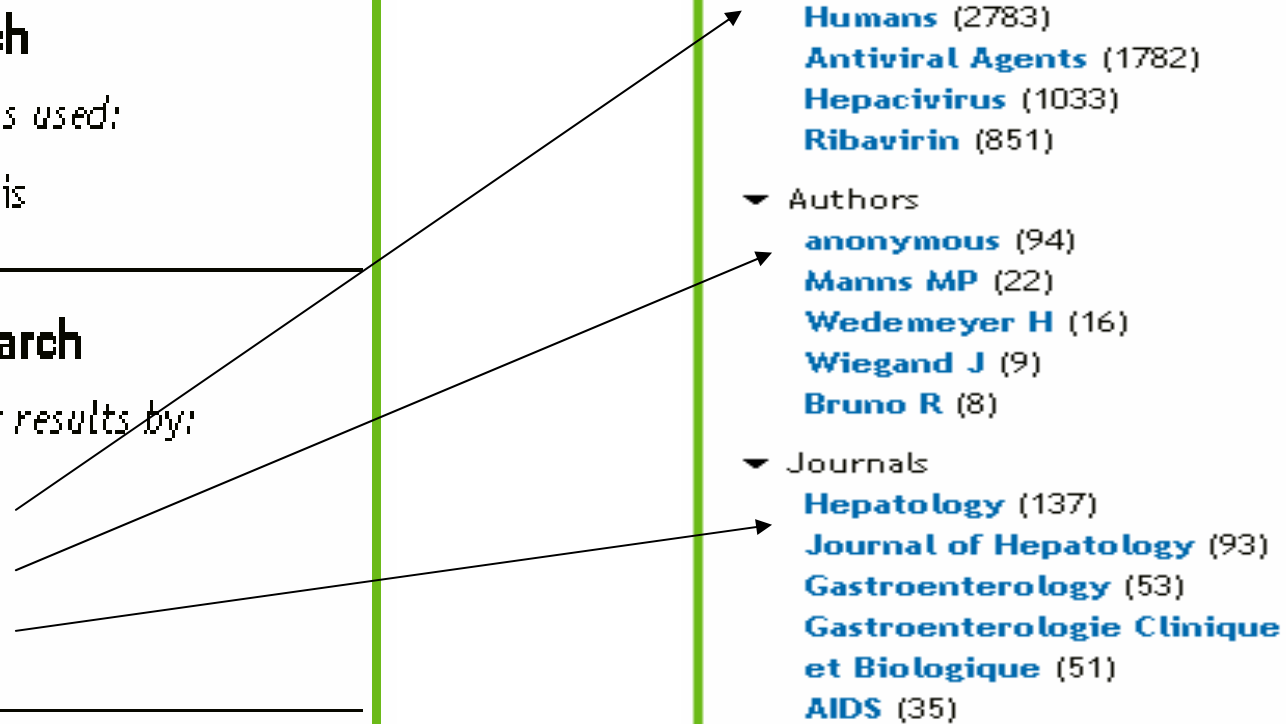 s used:
is
results by:
Humans (2783)
Antiviral Agents (1782)
Hepacivirus (1033)
Ribavirin (851)
Authors
anonymous (94)
Manns MP (22)
Wedemeyer H (16)
Wiegand J (9)
Bruno R (8)
Journals
Hepatology (137)
Journal of Hepatology (93)
Gastroenterology (53)
Gastroenterologie Clinique
et Biologique (51)
AIDS (35)